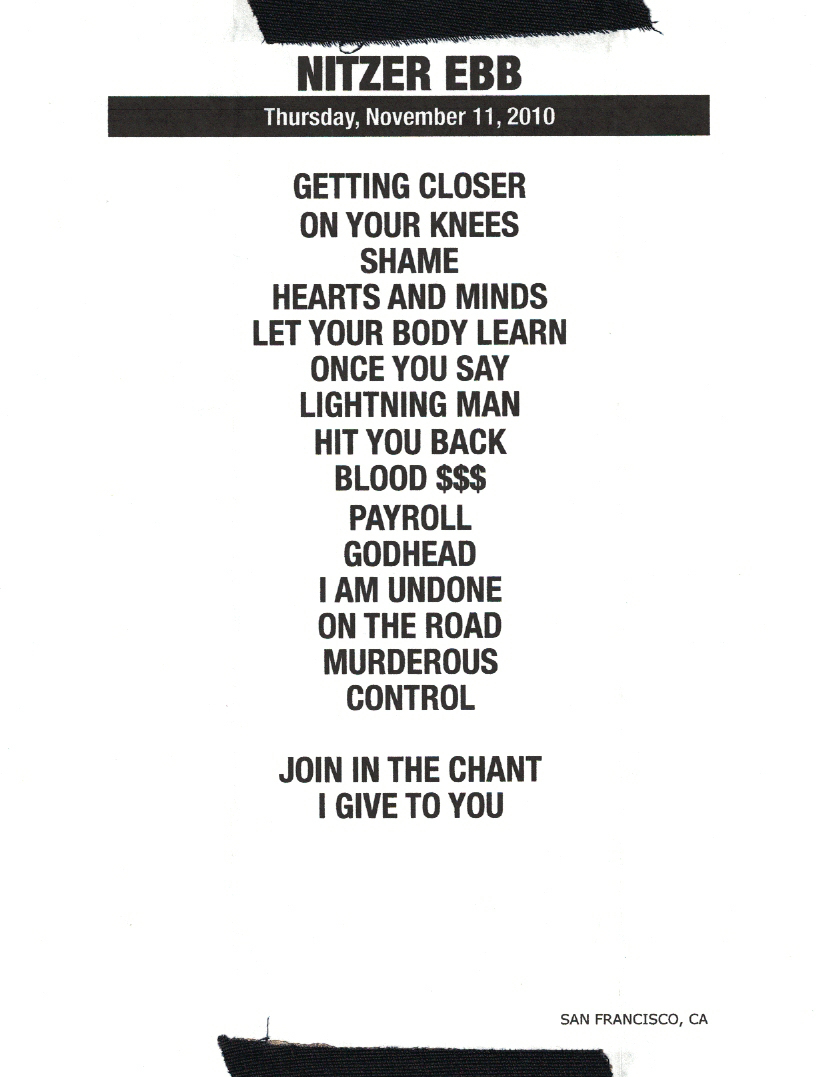 NITZER EBB
Thursday, November 11, 2010
GETTING CLOSER
ON YOUR KNEES
SHAME
HEARTS AND MINDS
LET YOUR BODY LEARN
ONCE YOU SAY
LIGHTNING MAN
HIT YOU BACK
BLOOD $$$
PAYROLL
GODHEAD
I AM UNDONE
ON THE ROAD
MURDEROUS
CONTROL
JOIN IN THE CHANT
I GIVE TO YOU
SAN FRANCISCO, CA